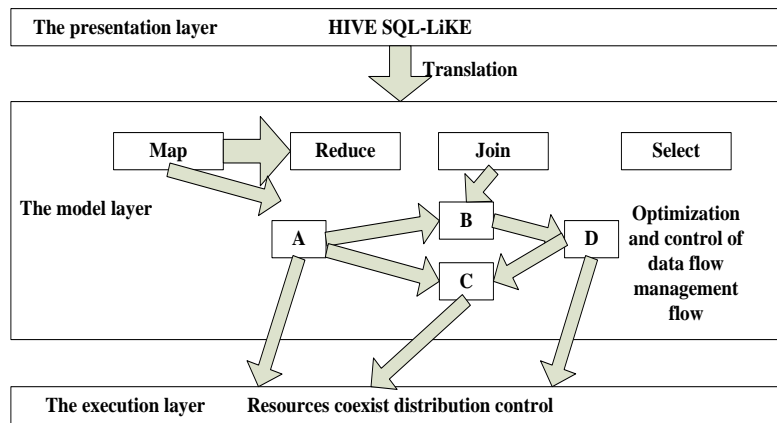 The presentation layer HIVE SQL-LiKE
Translation
Map Reduce Join Select
The model layer
A B C D
Optimization
and control of
data flow
management
flow
The execution layer Resources coexist distribution control